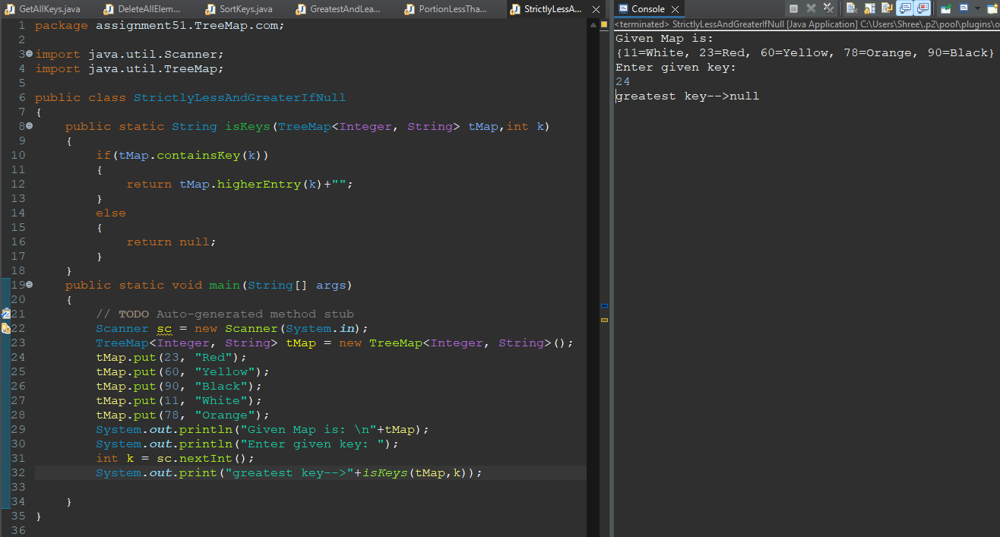 GetAllKeys.java DeleteAllElem... SortKeys.java GreatestAndLea... PortionLessTha... StrictlyLessA...
1 package assignment51.TreeMap.com;
2
3 import java.util.Scanner;
4 import java.util.TreeMap;
5
6 public class StrictlyLessAndGreaterIfNull
7 {
8 public static String isKeys(TreeMap<Integer, String> tMap,int k)
9 {
10 if(tMap.containsKey(k))
11 {
12 return tMap.higherEntry(k)+"";
13 }
14 else
15 {
16 return null;
17 }
18 }
19 public static void main(String[] args)
20 {
21 // TODO Auto-generated method stub
22 Scanner sc = new Scanner(System.in);
23 TreeMap<Integer, String> tMap = new TreeMap<Integer, String>();
24 tMap.put(23, "Red");
25 tMap.put(60, "Yellow");
26 tMap.put(90, "Black");
27 tMap.put(11, "White");
28 tMap.put(78, "Orange");
29 System.out.println("Given Map is: \n"+tMap);
30 System.out.println("Enter given key: ");
31 int k = sc.nextInt();
32 System.out.print("greatest key-->"+isKeys(tMap,k));
33
34 }
35 }
36
Console
<terminated> StrictlyLessAndGreaterIfNull [Java Application] C:\Users\Shree\.p2\pool\plugins\o
Given Map is:
{11=White, 23=Red, 60=Yellow, 78=Orange, 90=Black}
Enter given key:
24
greatest key-->null